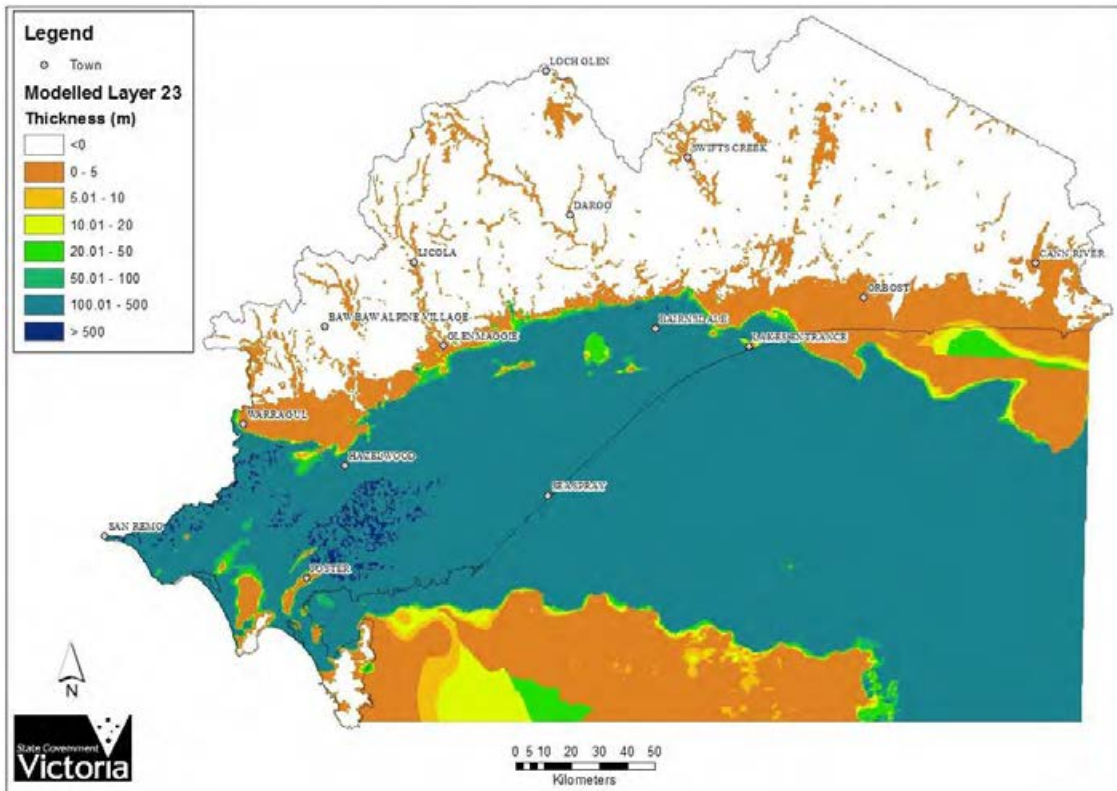 Legend
Town
Modelled Layer 23
Thickness (m)
<0
0 - 5
5.01 - 10
10.01 - 20
20.01 - 50
50.01 - 100
100.01 - 500
> 500
LOCH GLEN
SWIFTS CREEK
DARGO
LICOLA
CANN RIVER
ORBOST
BAW BAW ALPINE VILLAGE
BAIRNSDALE
GLENMAGGIE
LAKES ENTRANCE
WARRAGUL
HAZELWOOD
SEASPRAY
SAN REMO
FOSTER
N
State Government
Victoria
0 5 10 20 30 40 50
Kilometers